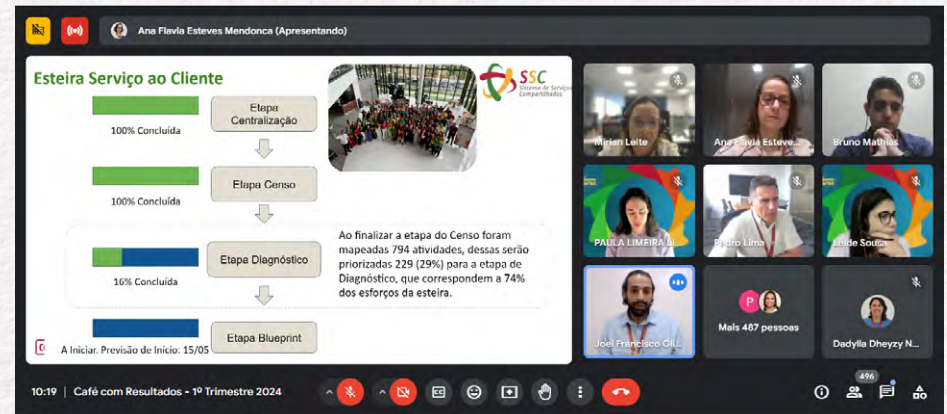 Ana Flavia Esteves Mendonca (Apresentando)
Esteira Serviço ao Cliente
SSC
Sistema de Serviços
Compartilhados
Etapa
Centralização
100% Concluída
Etapa Censo
100% Concluída
Ao finalizar a etapa do Censo foram
mapeadas 794 atividades, dessas serão
priorizadas 229 (29%) para a etapa de
Diagnóstico, que correspondem a 74%
dos esforços da esteira.
Etapa Diagnóstico
16% Concluída
Etapa Blueprint
A Iniciar. Previsão de Início: 15/05
Mirian Leite
Ana Flavia Esteve...
Bruno Mathias
PAULA LIMEIRA
Pedro Lima
Leide Sousa
Joel Francisco Oli...
P
Mais 487 pessoas
Dadylla Dheyzy N...
10:19 | Café com Resultados - 1º Trimestre 2024
496